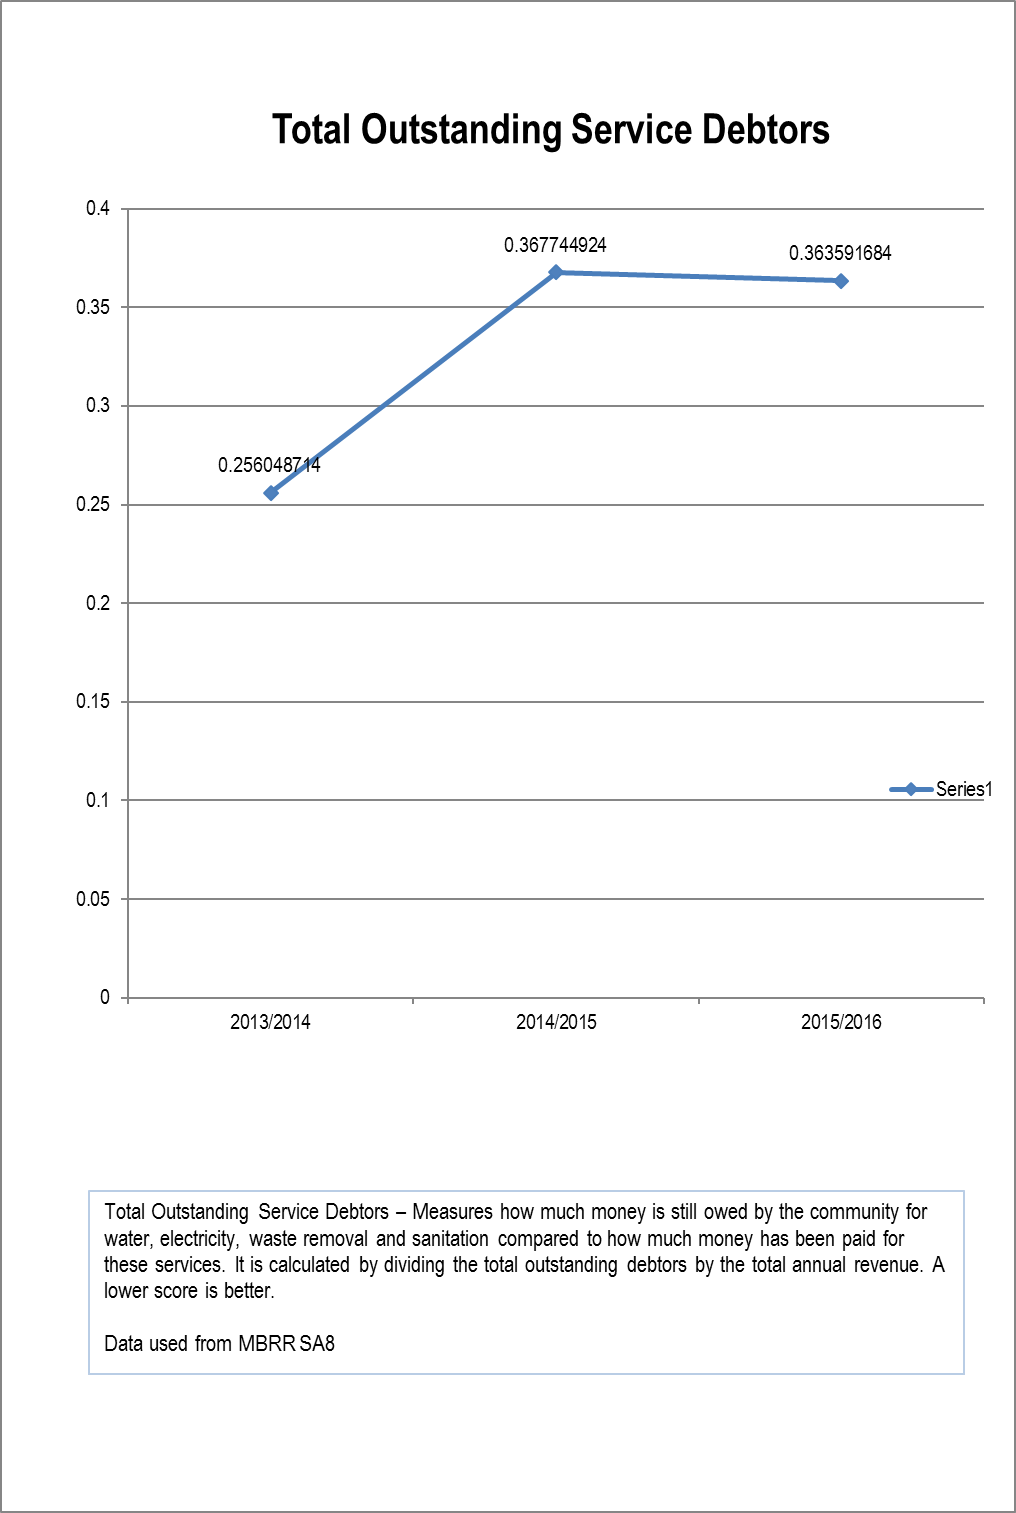 Total Outstanding Service Debtors
0.4
0.367744924
0.363591684
0.35
0.3
0.256048714
0.25
0.2
0.15
Series1
0.1
0.05
0
2013/2014 2014/2015 2015/2016
Total Outstanding Service Debtors – Measures how much money is still owed by the community for
water, electricity, waste removal and sanitation compared to how much money has been paid for
these services. It is calculated by dividing the total outstanding debtors by the total annual revenue. A
lower score is better.
Data used from MBRR SA8